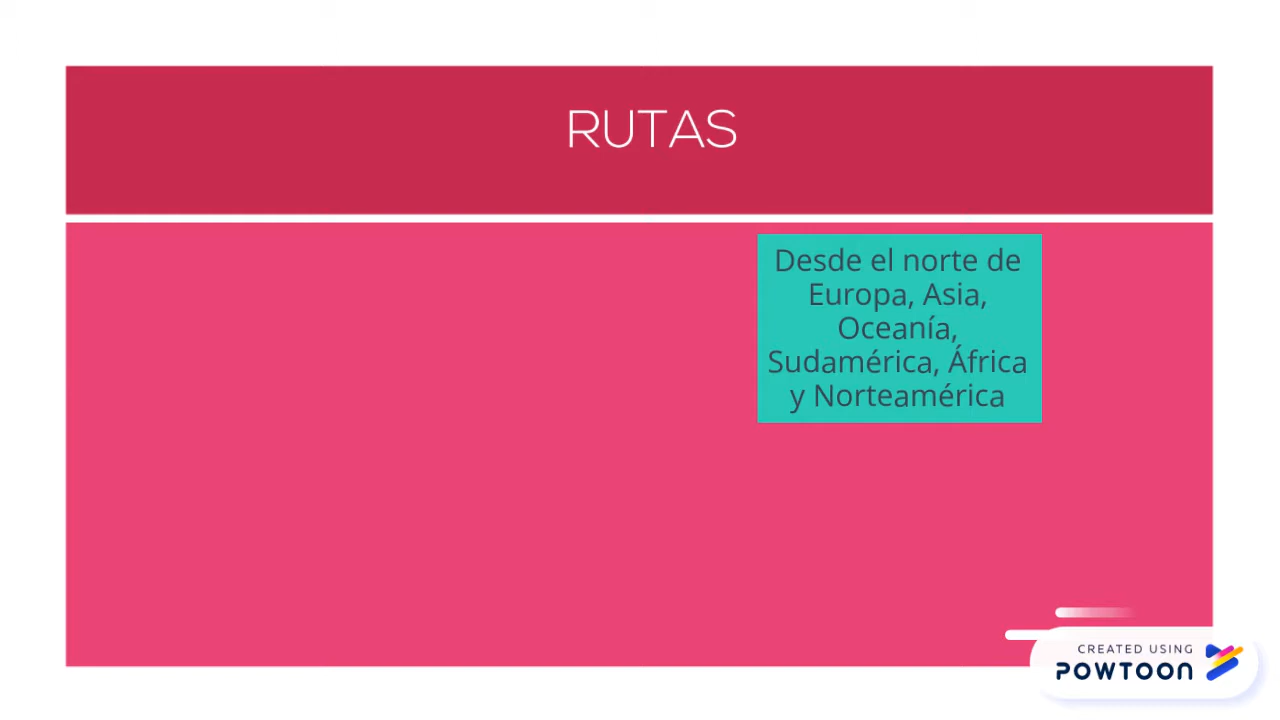 RUTAS
Desde el norte de
Europa, Asia,
Oceanía,
Sudamérica, África
y Norteamérica
CREATED USING
POWTOON